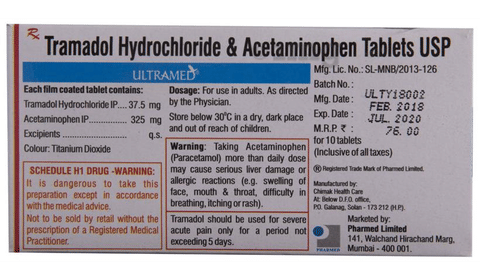 Rx
Tramadol Hydrochloride & Acetaminophen Tablets USP
ULTRAMED
Each film coated tablet contains:
Tramadol Hydrochloride IP.... 37.5 mg
Acetaminophen IP............... 325 mg
Excipients ........................... q.s.
Colour: Titanium Dioxide
SCHEDULE H1 DRUG -WARNING:
It is dangerous to take this
preparation except in accordance
with the medical advice.
Not to be sold by retail without the
prescription of a Registered Medical
Practitioner.
Dosage: For use in adults. As directed
by the Physician.
Store below 30°C in a dry, dark place
and out of reach of children.
Warning: Taking Acetaminophen
(Paracetamol) more than daily dose
may cause serious liver damage or
allergic reactions (e.g. swelling of
face, mouth & throat, difficulty in
breathing, itching or rash).
Tramadol should be used for severe
acute pain only for a period not
exceeding 5 days.
Mfg. Lic. No.: SL-MNB/2013-126
Batch No.:
Mfg. Date : ULTY18002
Exp. Date : FEB. 2018
JUL. 2020
M.R.P. ₹ : 76.00
for 10 tablets
(Inclusive of all taxes)
® Registered Trade Mark of Pharmed Limited.
Manufactured by:
Chimak Health Care
At: Below D.F.O. office,
P.O. Galanag, Solan - 173 212 (H.P.)
PHARMED
Marketed by:
Pharmed Limited
141, Walchand Hirachand Marg,
Mumbai - 400 001.